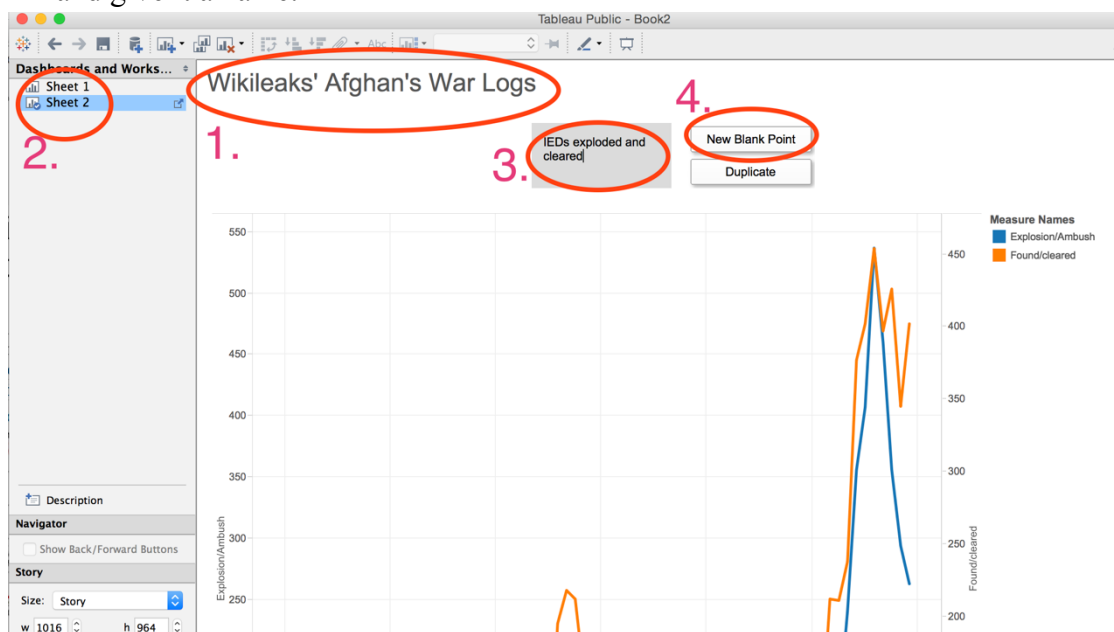 Tableau Public - Book2
Abc
Dashboards and Works...
Sheet 1
Sheet 2
2.
Wikileaks' Afghan's War Logs
1.
3.
IEDs exploded and
cleared
4.
New Blank Point
Duplicate
Measure Names
Explosion/Ambush
Found/cleared
550
500
450
400
350
300
250
Explosion/Ambush
450
400
350
300
250
200
Found/cleared
Description
Navigator
Show Back/Forward Buttons
Story
Size: Story
w 1016 h 964